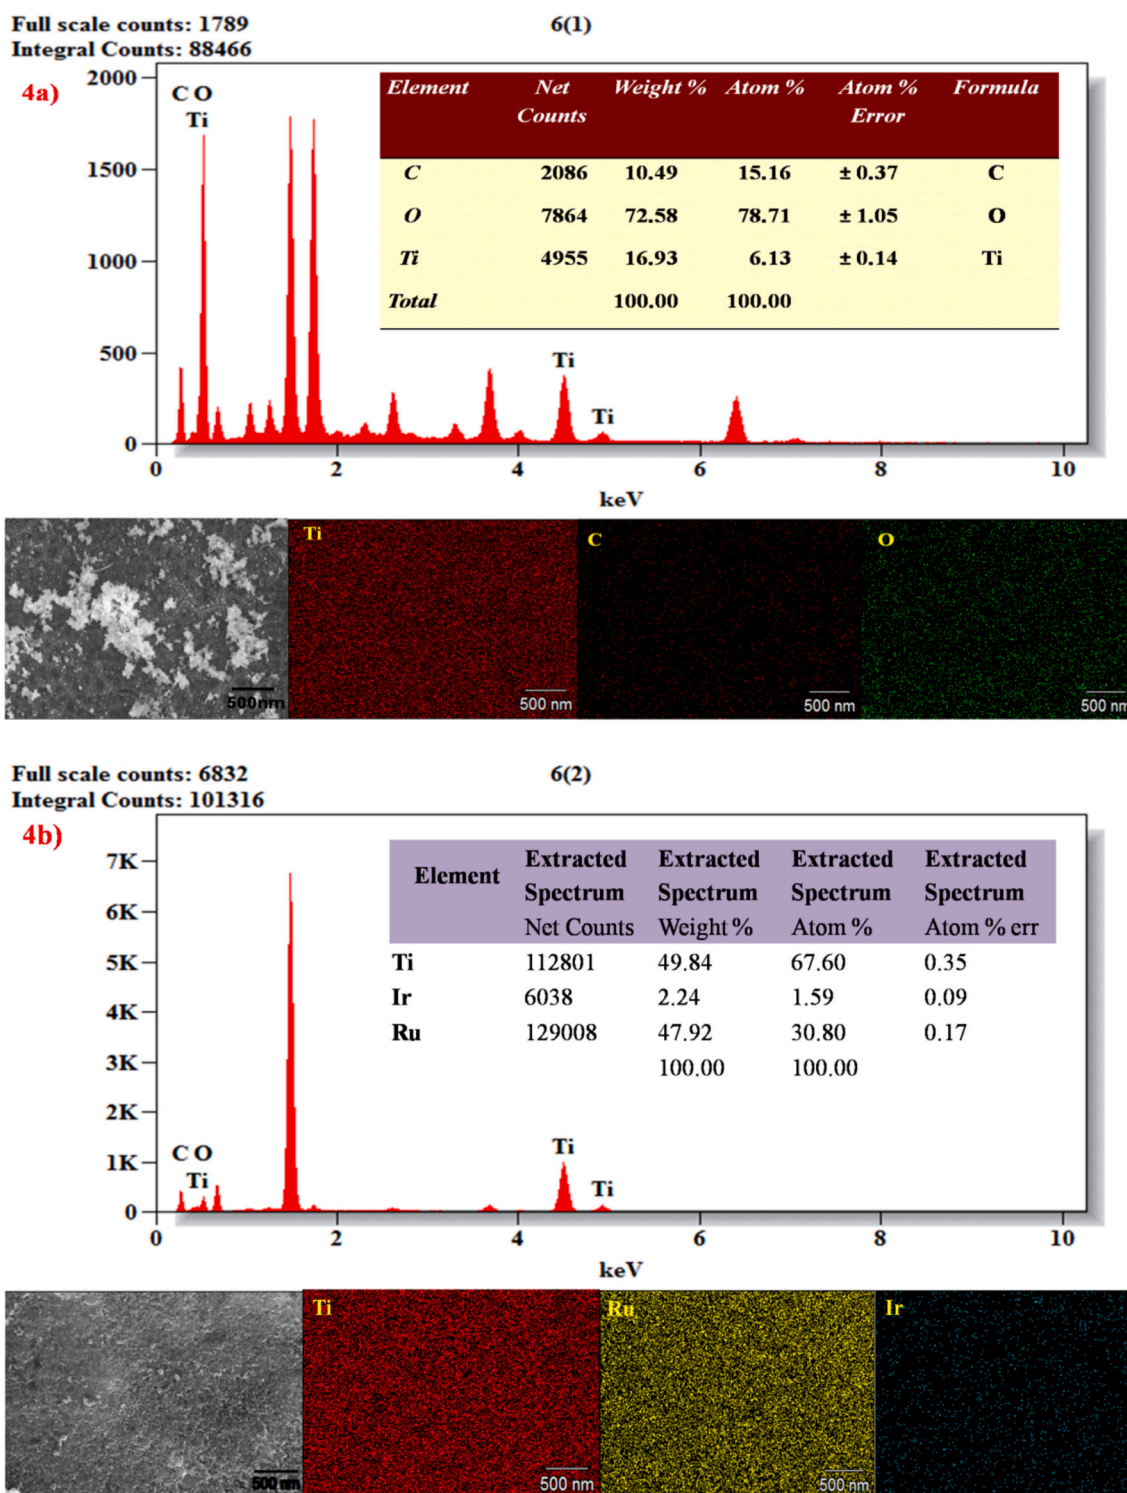 Full scale counts: 1789
6(1)
Integral Counts: 88466
4a)
2000
1500
1000
500
0
C O
Ti
Ti
Ti
Element Net Counts Weight % Atom % Atom % Error Formula
C 2086 10.49 15.16 ± 0.37 C
O 7864 72.58 78.71 ± 1.05 O
Ti 4955 16.93 6.13 ± 0.14 Ti
Total 100.00 100.00
0 2 4 6 8 10
keV
Ti
C
O
500nm
500 nm
500 nm
500 nm
Full scale counts: 6832
6(2)
Integral Counts: 101316
4b)
7K
6K
5K
4K
3K
2K
1K
0
C O
Ti
Ti
Ti
Element Extracted Spectrum Net Counts Extracted Spectrum Weight % Extracted Spectrum Atom % Extracted Spectrum Atom % err
Ti 112801 49.84 67.60 0.35
Ir 6038 2.24 1.59 0.09
Ru 129008 47.92 30.80 0.17
100.00 100.00
0 2 4 6 8 10
keV
Ti
Ru
Ir
500 nm
500 nm
500 nm
500 nm